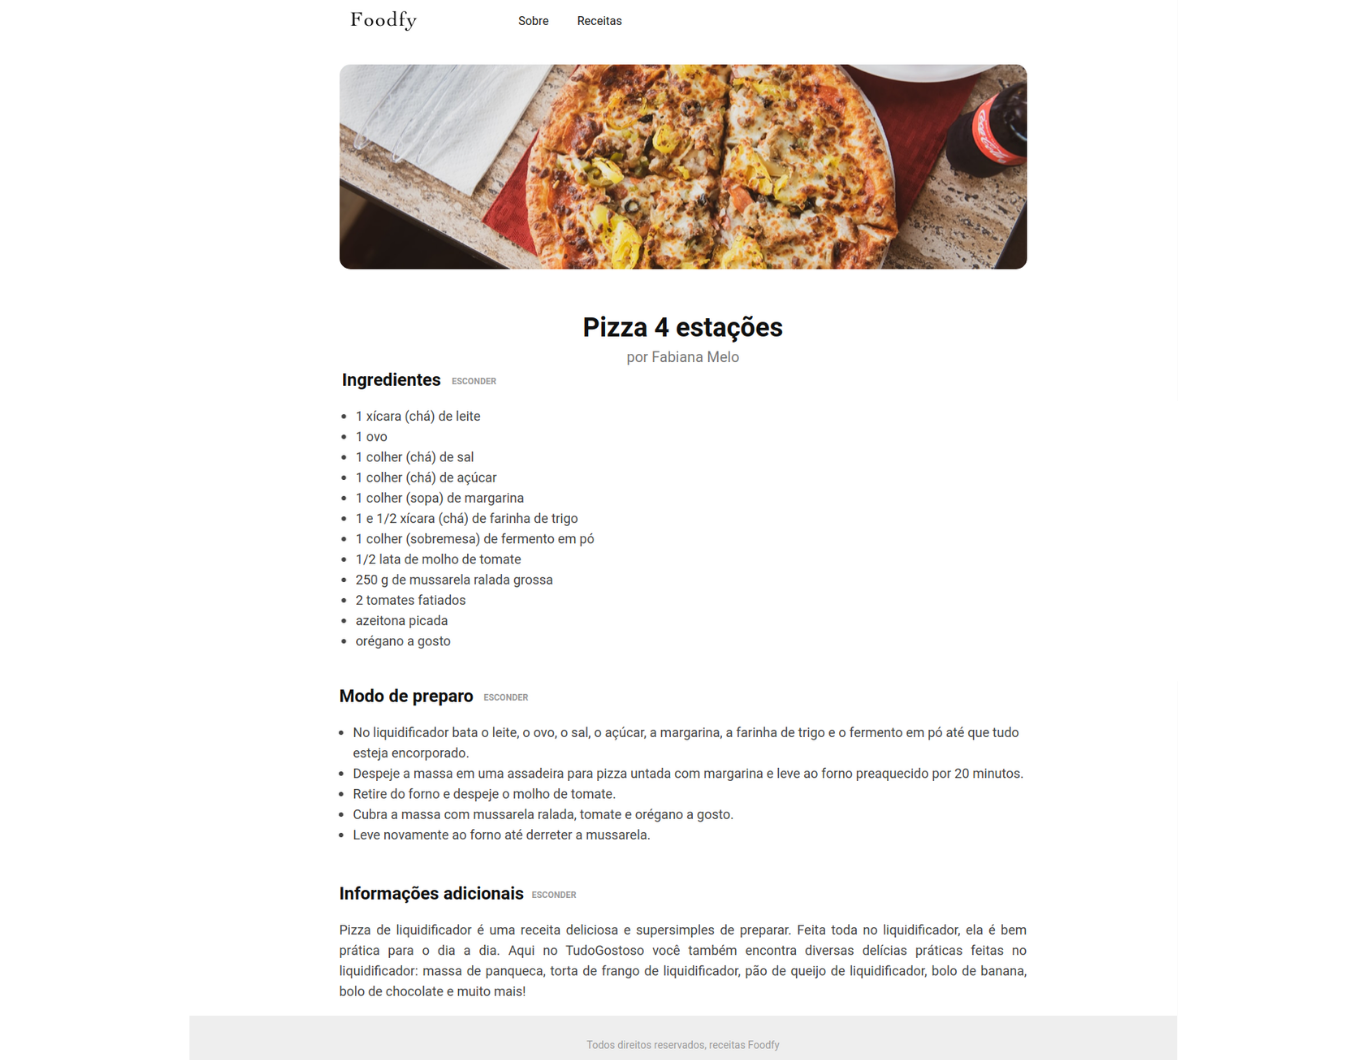 Foodfy
Sobre
Receitas
Coca-Cola
Pizza 4 estações
por Fabiana Melo
Ingredientes ESCONDER
1 xícara (chá) de leite
1 ovo
1 colher (chá) de sal
1 colher (chá) de açúcar
1 colher (sopa) de margarina
1 e 1/2 xícara (chá) de farinha de trigo
1 colher (sobremesa) de fermento em pó
1/2 lata de molho de tomate
250 g de mussarela ralada grossa
2 tomates fatiados
azeitona picada
orégano a gosto
Modo de preparo ESCONDER
No liquidificador bata o leite, o ovo, o sal, o açúcar, a margarina, a farinha de trigo e o fermento em pó até que tudo
esteja encorporado.
Despeje a massa em uma assadeira para pizza untada com margarina e leve ao forno preaquecido por 20 minutos.
Retire do forno e despeje o molho de tomate.
Cubra a massa com mussarela ralada, tomate e orégano a gosto.
Leve novamente ao forno até derreter a mussarela.
Informações adicionais ESCONDER
Pizza de liquidificador é uma receita deliciosa e supersimples de preparar. Feita toda no liquidificador, ela é bem
prática para o dia a dia. Aqui no TudoGostoso você também encontra diversas delícias práticas feitas no
liquidificador: massa de panqueca, torta de frango de liquidificador, pão de queijo de liquidificador, bolo de banana,
bolo de chocolate e muito mais!
Todos direitos reservados, receitas Foodfy